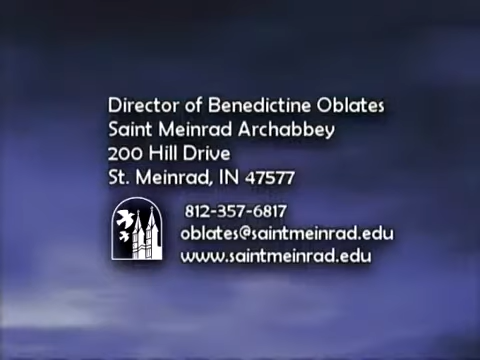 Director of Benedictine Oblates
Saint Meinrad Archabbey
200 Hill Drive
St. Meinrad, IN 47577
812-357-6817
oblates@saintmeinrad.edu
www.saintmeinrad.edu